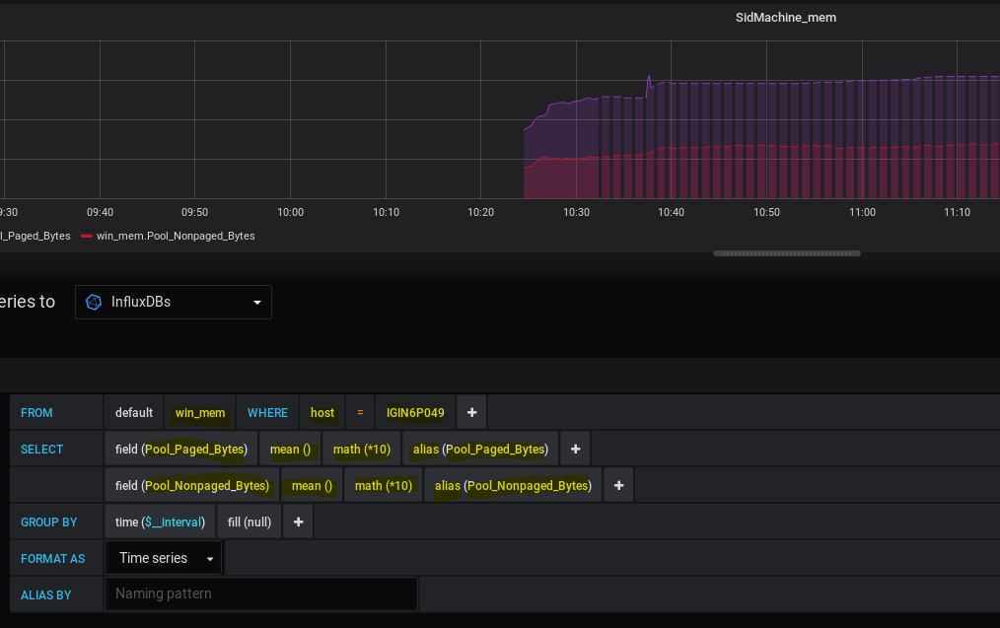 SidMachine_mem
9:30 09:40 09:50 10:00 10:10 10:20 10:30 10:40 10:50 11:00 11:10
l_Paged_Bytes win_mem.Pool_Nonpaged_Bytes
eries to InfluxDBs
FROM default win_mem WHERE host = IGIN6P049 +
SELECT field (Pool_Paged_Bytes) mean () math (*10) alias (Pool_Paged_Bytes) +
field (Pool_Nonpaged_Bytes) mean () math (*10) alias (Pool_Nonpaged_Bytes) +
GROUP BY time ($__interval) fill (null) +
FORMAT AS Time series
ALIAS BY Naming pattern